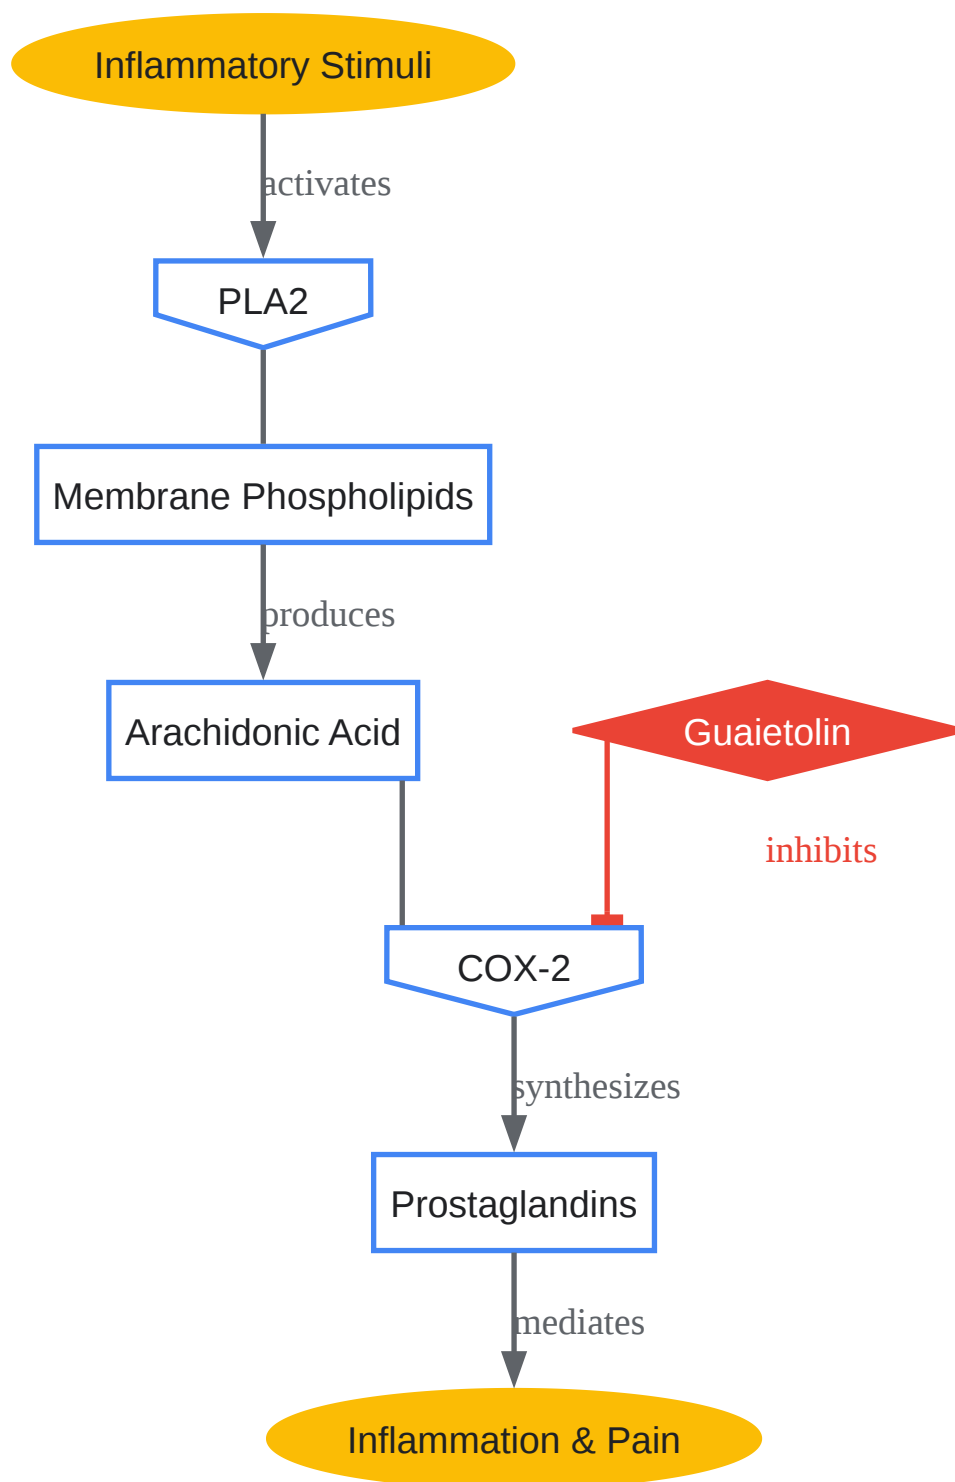 Inflammatory Stimuli
activates
PLA2
Membrane Phospholipids
produces
Arachidonic Acid
Guaietolin
inhibits
COX-2
synthesizes
Prostaglandins
mediates
Inflammation & Pain